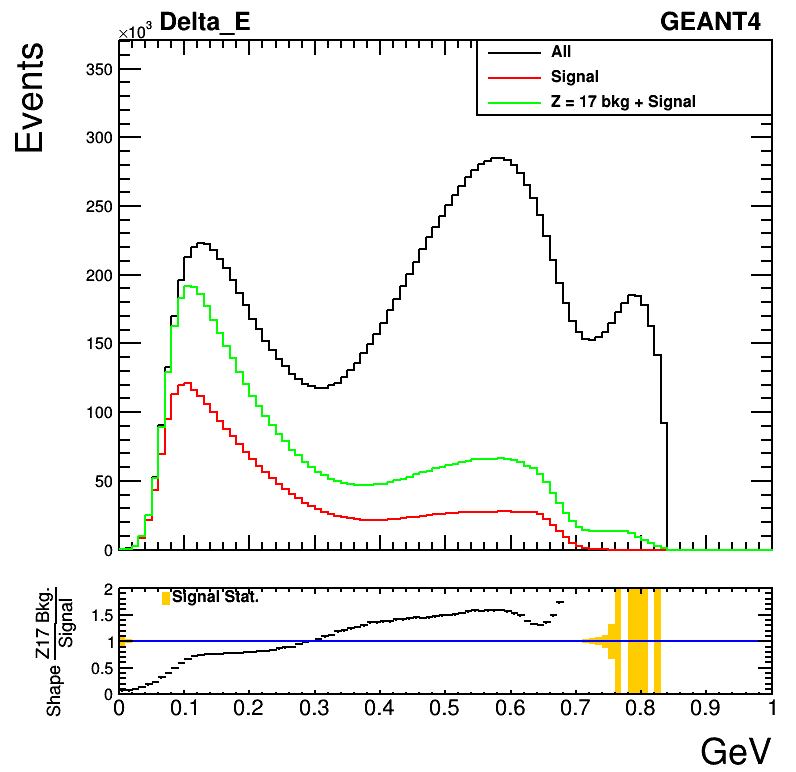 ×10³ Delta_E GEANT4
Events
All
Signal
Z = 17 bkg + Signal
350
300
250
200
150
100
50
0
Shape Z17 Bkg.
Signal
Signal Stat.
2
1.5
1
0.5
0
0 0.1 0.2 0.3 0.4 0.5 0.6 0.7 0.8 0.9 1
GeV